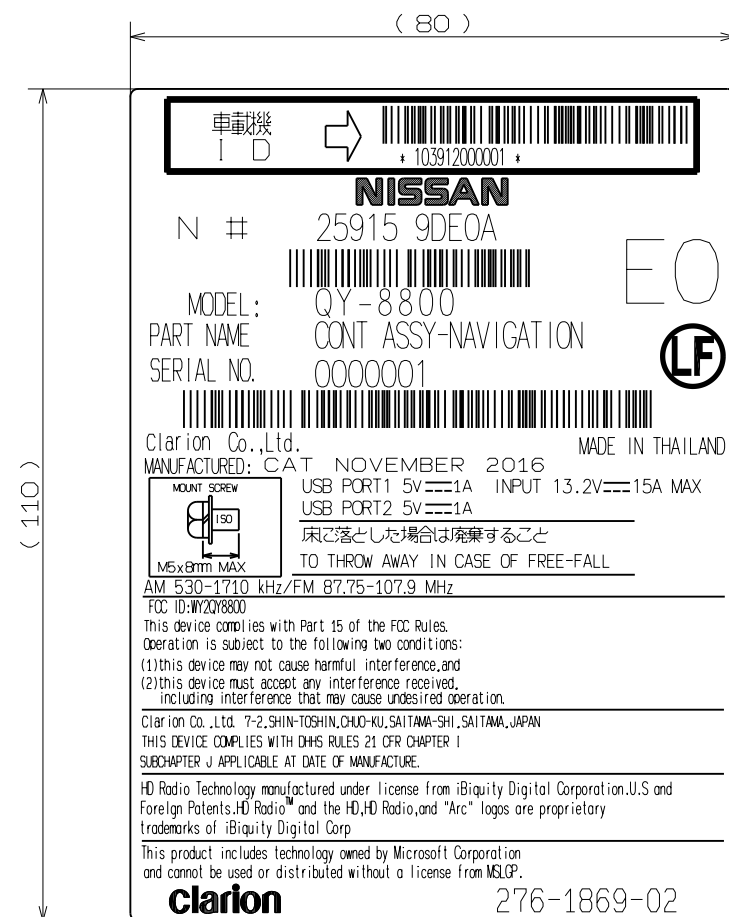 ( 80 )
( 110 )
車載機
I D
* 103912000001 *
NISSAN
N # 25915 9DE0A
E0
MODEL: QY-8800
PART NAME CONT ASSY-NAVIGATION
LF
SERIAL NO. 0000001
Clarion Co.,Ltd. MADE IN THAILAND
MANUFACTURED: CAT NOVEMBER 2016
MOUNT SCREW
ISO
M5x8mm MAX
USB PORT1 5V⎓1A INPUT 13.2V⎓15A MAX
USB PORT2 5V⎓1A
床に落とした場合は廃棄すること
TO THROW AWAY IN CASE OF FREE-FALL
AM 530-1710 kHz/FM 87.75-107.9 MHz
FCC ID:WY2QY8800
This device complies with Part 15 of the FCC Rules.
Operation is subject to the following two conditions:
(1)this device may not cause harmful interference,and
(2)this device must accept any interference received,
including interference that may cause undesired operation.
Clarion Co.,Ltd. 7-2,SHIN-TOSHIN,CHUO-KU,SAITAMA-SHI,SAITAMA,JAPAN
THIS DEVICE COMPLIES WITH DHHS RULES 21 CFR CHAPTER I
SUBCHAPTER J APPLICABLE AT DATE OF MANUFACTURE.
HD Radio Technology manufactured under license from iBiquity Digital Corporation.U.S and
Foreign Patents.HD Radio™ and the HD,HD Radio,and "Arc" logos are proprietary
trademarks of iBiquity Digital Corp
This product includes technology owned by Microsoft Corporation
and cannot be used or distributed without a license from MSLGP.
clarion 276-1869-02